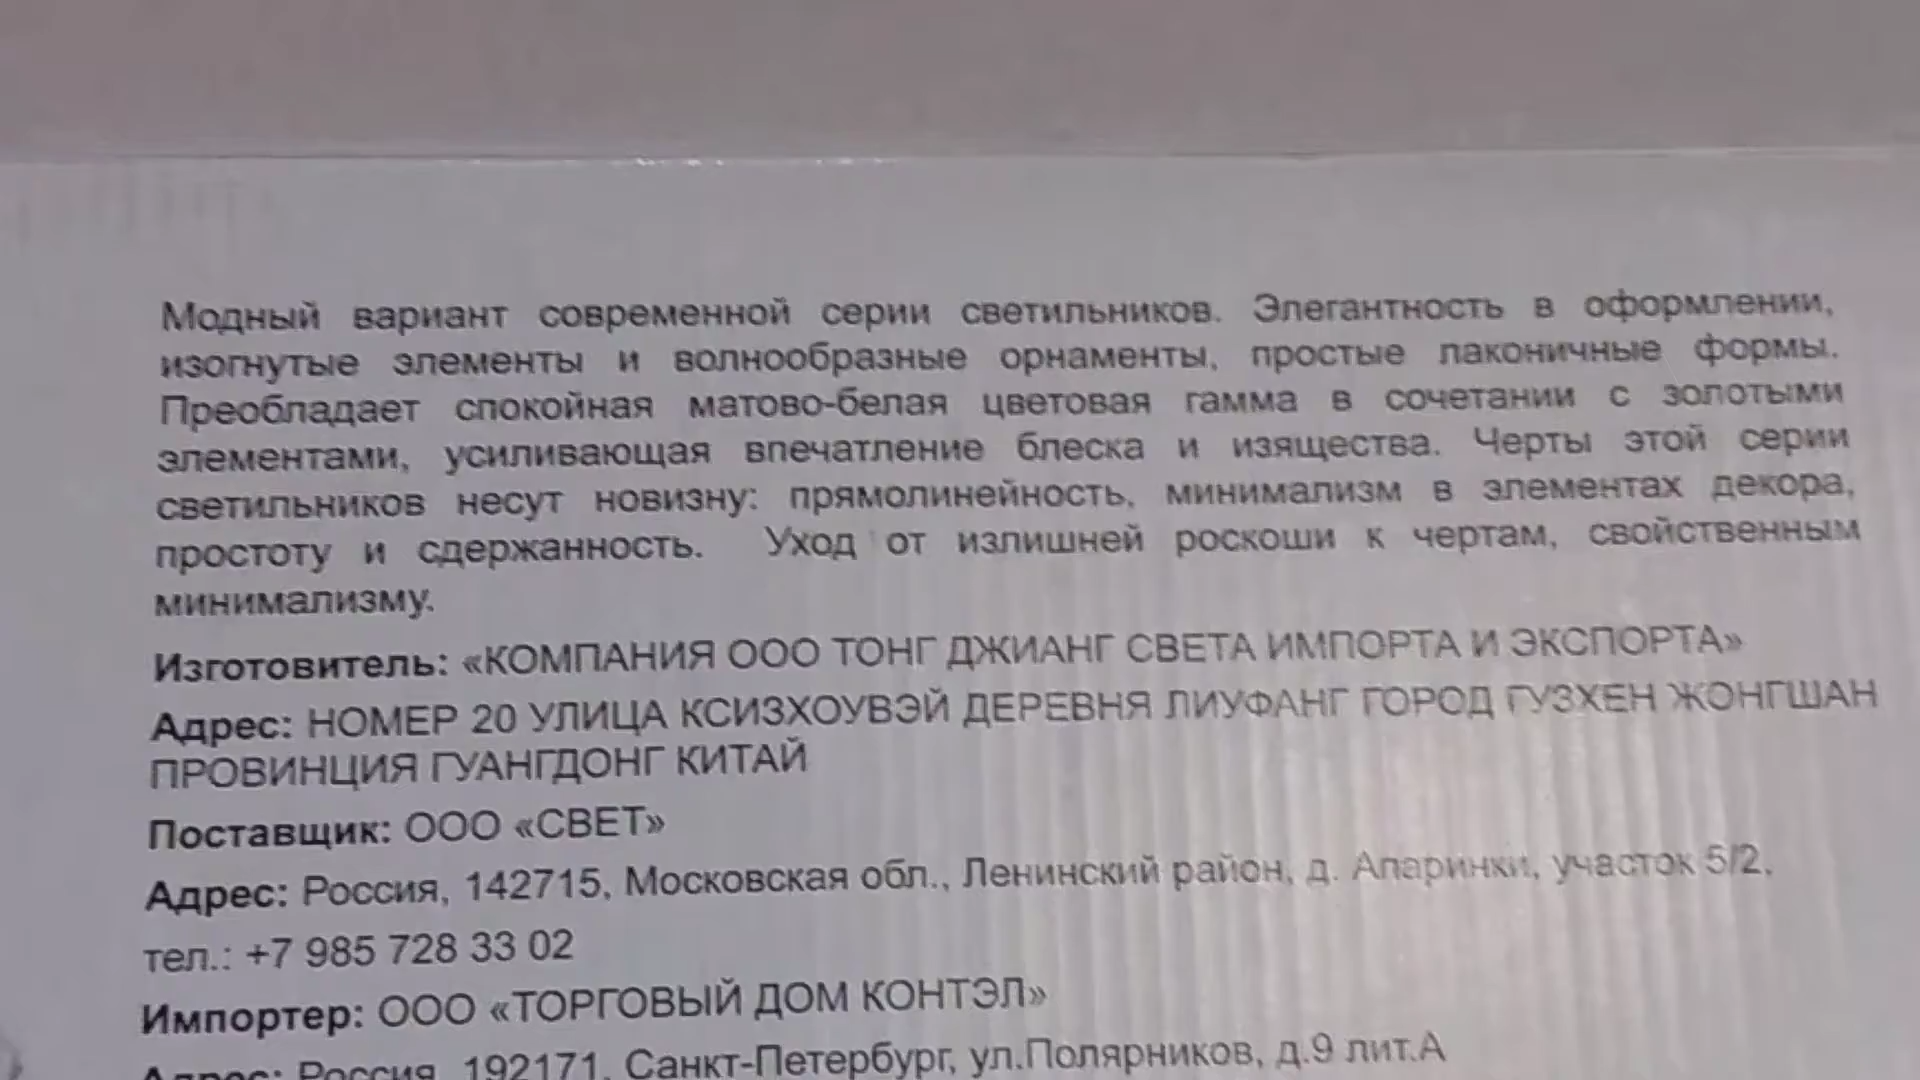 Модный вариант современной серии светильников. Элегантность в оформлении,
изогнутые элементы и волнообразные орнаменты, простые лаконичные формы.
Преобладает спокойная матово-белая цветовая гамма в сочетании с золотыми
элементами, усиливающая впечатление блеска и изящества. Черты этой серии
светильников несут новизну: прямолинейность, минимализм в элементах декора,
простоту и сдержанность. Уход от излишней роскоши к чертам, свойственным
минимализму.
Изготовитель: «КОМПАНИЯ ООО ТОНГ ДЖИАНГ СВЕТА ИМПОРТА И ЭКСПОРТА»
Адрес: НОМЕР 20 УЛИЦА КСИЗХОУВЭЙ ДЕРЕВНЯ ЛИУФАНГ ГОРОД ГУЗХЕН ЖОНГШАН
ПРОВИНЦИЯ ГУАНГДОНГ КИТАЙ
Поставщик: ООО «СВЕТ»
Адрес: Россия, 142715, Московская обл., Ленинский район, д. Апаринки, участок 5/2,
тел.: +7 985 728 33 02
Импортер: ООО «ТОРГОВЫЙ ДОМ КОНТЭЛ»
Адрес: Россия, 192171, Санкт-Петербург, ул.Полярников, д.9 лит.А